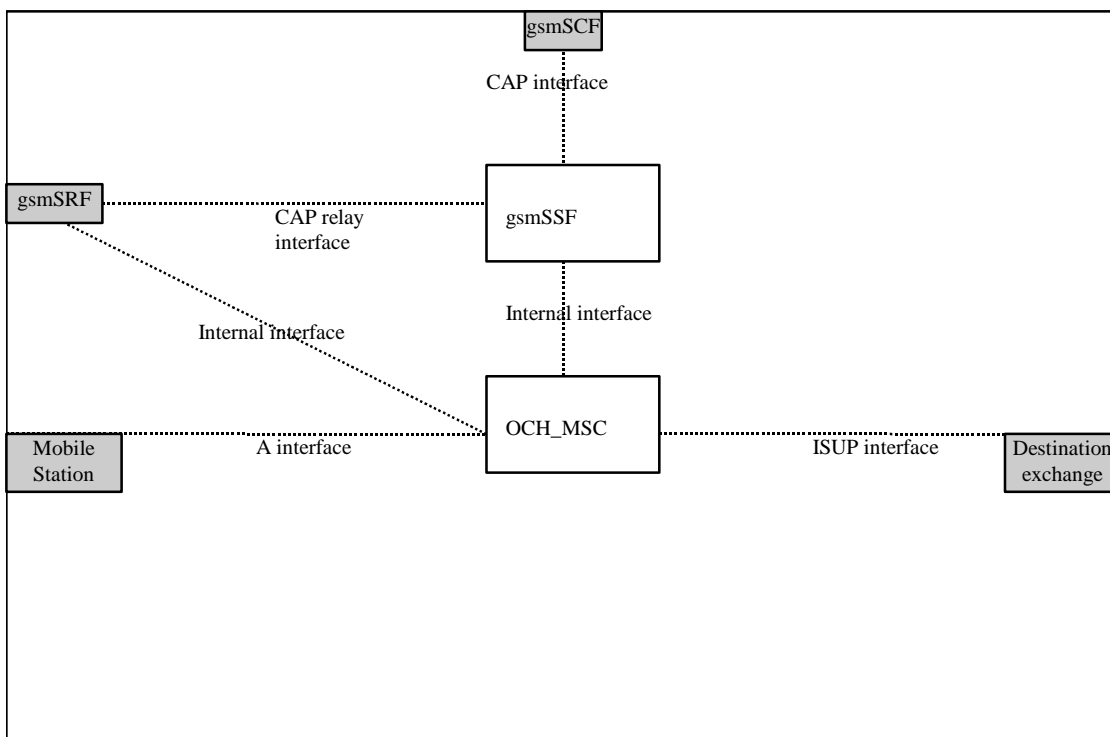 gsmSCF
CAP interface
gsmSRF
CAP relay
interface
gsmSSF
Internal interface
Internal interface
OCH_MSC
Mobile
Station
A interface
ISUP interface
Destination
exchange